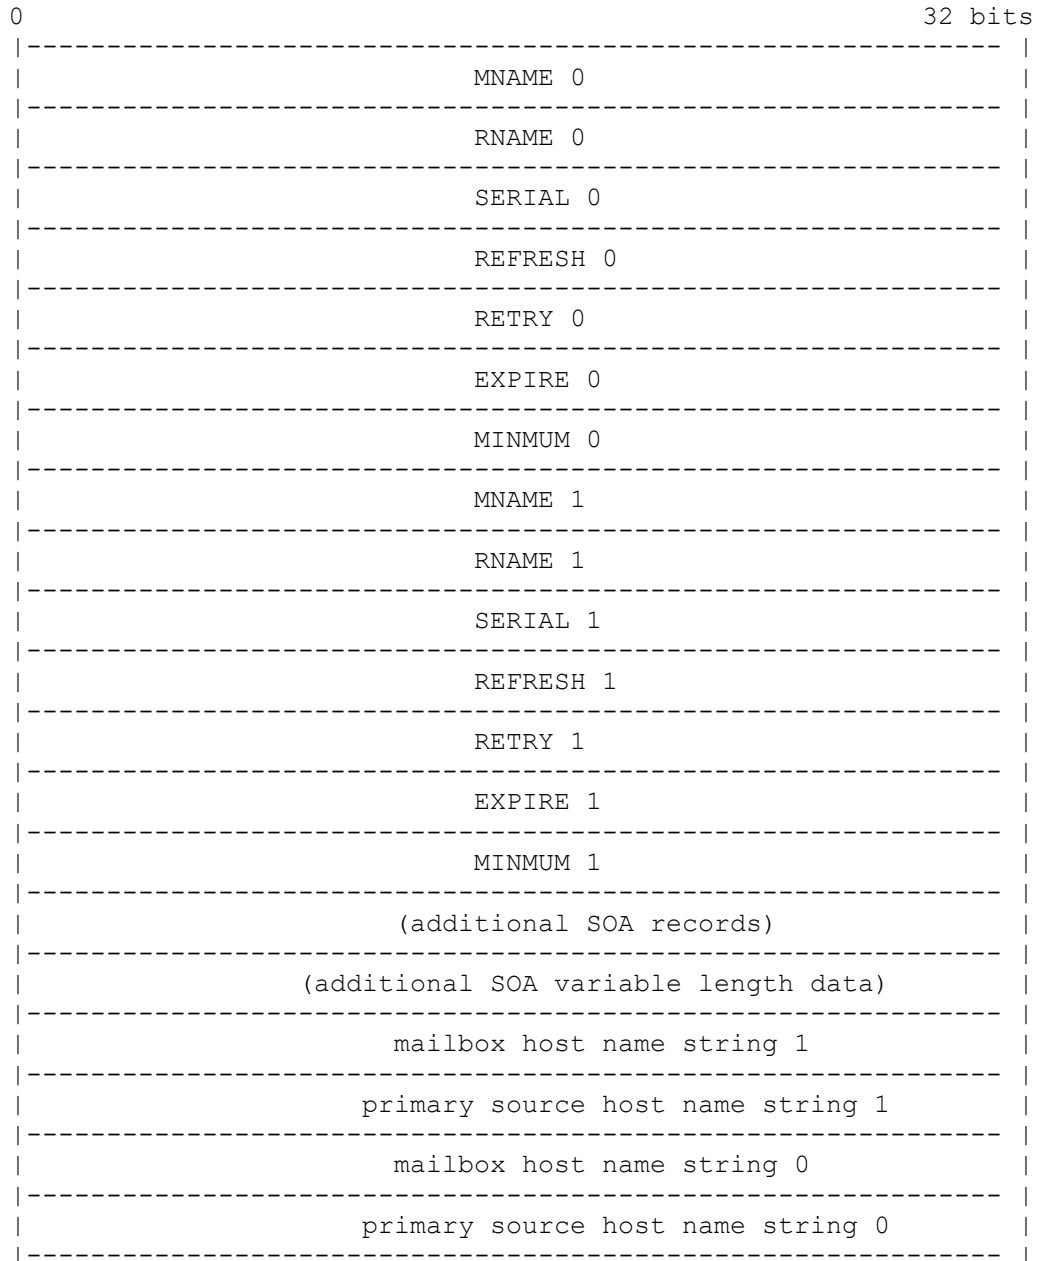 0 32 bits
|-------------------------------------------------------------- |
| MNAME 0 |
|-------------------------------------------------------------- |
| RNAME 0 |
|-------------------------------------------------------------- |
| SERIAL 0 |
|-------------------------------------------------------------- |
| REFRESH 0 |
|-------------------------------------------------------------- |
| RETRY 0 |
|-------------------------------------------------------------- |
| EXPIRE 0 |
|-------------------------------------------------------------- |
| MINMUM 0 |
|-------------------------------------------------------------- |
| MNAME 1 |
|-------------------------------------------------------------- |
| RNAME 1 |
|-------------------------------------------------------------- |
| SERIAL 1 |
|-------------------------------------------------------------- |
| REFRESH 1 |
|-------------------------------------------------------------- |
| RETRY 1 |
|-------------------------------------------------------------- |
| EXPIRE 1 |
|-------------------------------------------------------------- |
| MINMUM 1 |
|-------------------------------------------------------------- |
| (additional SOA records) |
|-------------------------------------------------------------- |
| (additional SOA variable length data) |
|-------------------------------------------------------------- |
| mailbox host name string 1 |
|-------------------------------------------------------------- |
| primary source host name string 1 |
|-------------------------------------------------------------- |
| mailbox host name string 0 |
|-------------------------------------------------------------- |
| primary source host name string 0 |
|-------------------------------------------------------------- |